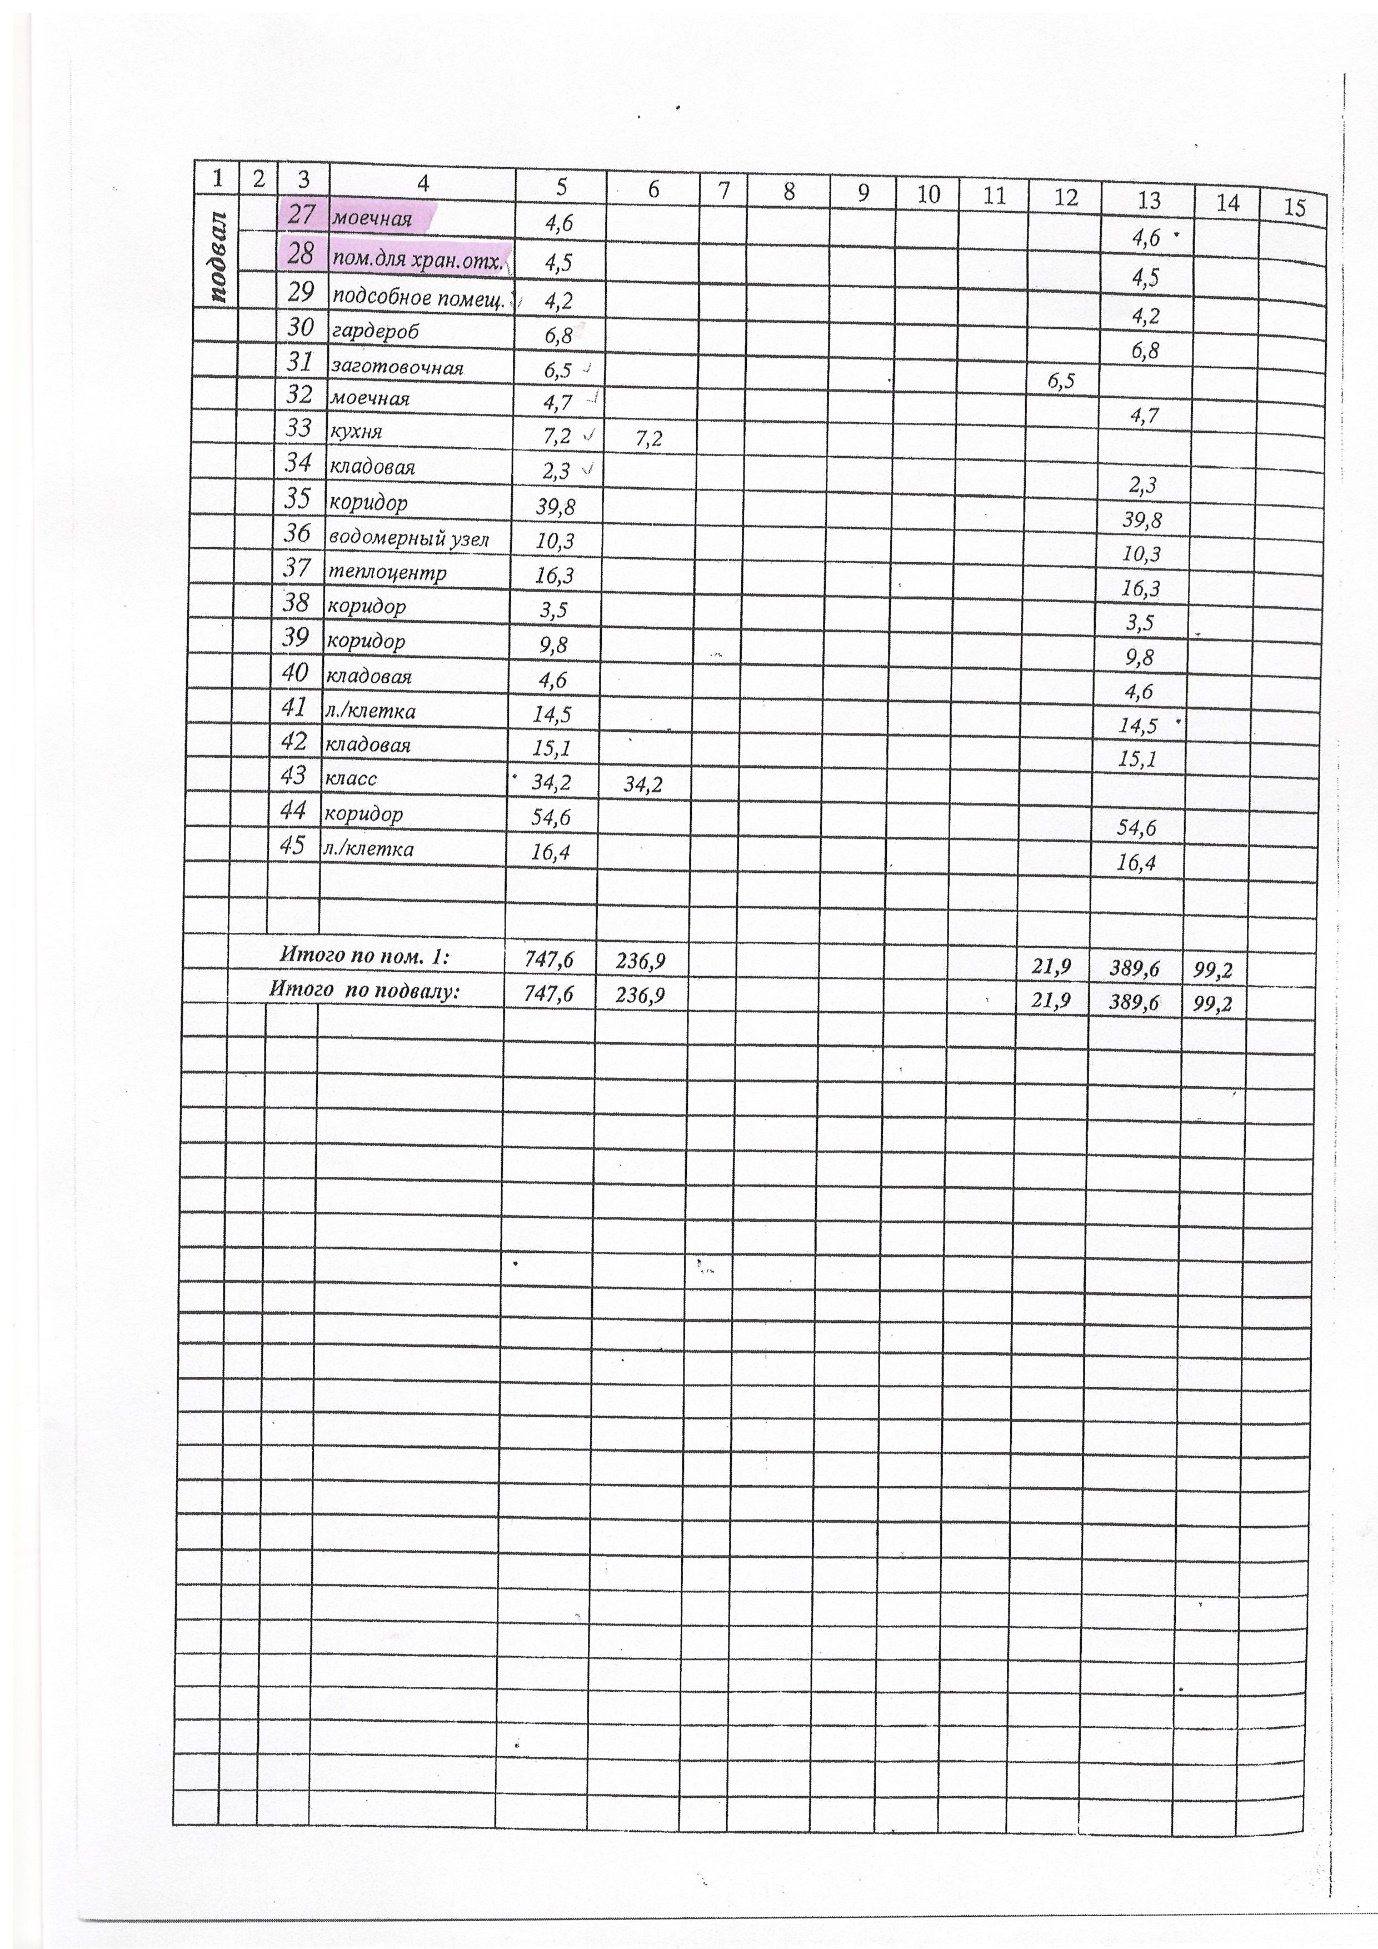 1 2 3 4 5 6 7 8 9 10 11 12 13 14 15
подвал
27 моечная 4,6 4,6
28 пом.для хран.отх. 4,5 4,5
29 подсобное помещ. 4,2 4,2
30 гардероб 6,8 6,8
31 заготовочная 6,5 6,5
32 моечная 4,7 4,7
33 кухня 7,2 7,2
34 кладовая 2,3 2,3
35 коридор 39,8 39,8
36 водомерный узел 10,3 10,3
37 теплоцентр 16,3 16,3
38 коридор 3,5 3,5
39 коридор 9,8 9,8
40 кладовая 4,6 4,6
41 л./клетка 14,5 14,5
42 кладовая 15,1 15,1
43 класс 34,2 34,2
44 коридор 54,6 54,6
45 л./клетка 16,4 16,4
Итого по пом. 1: 747,6 236,9 21,9 389,6 99,2
Итого по подвалу: 747,6 236,9 21,9 389,6 99,2